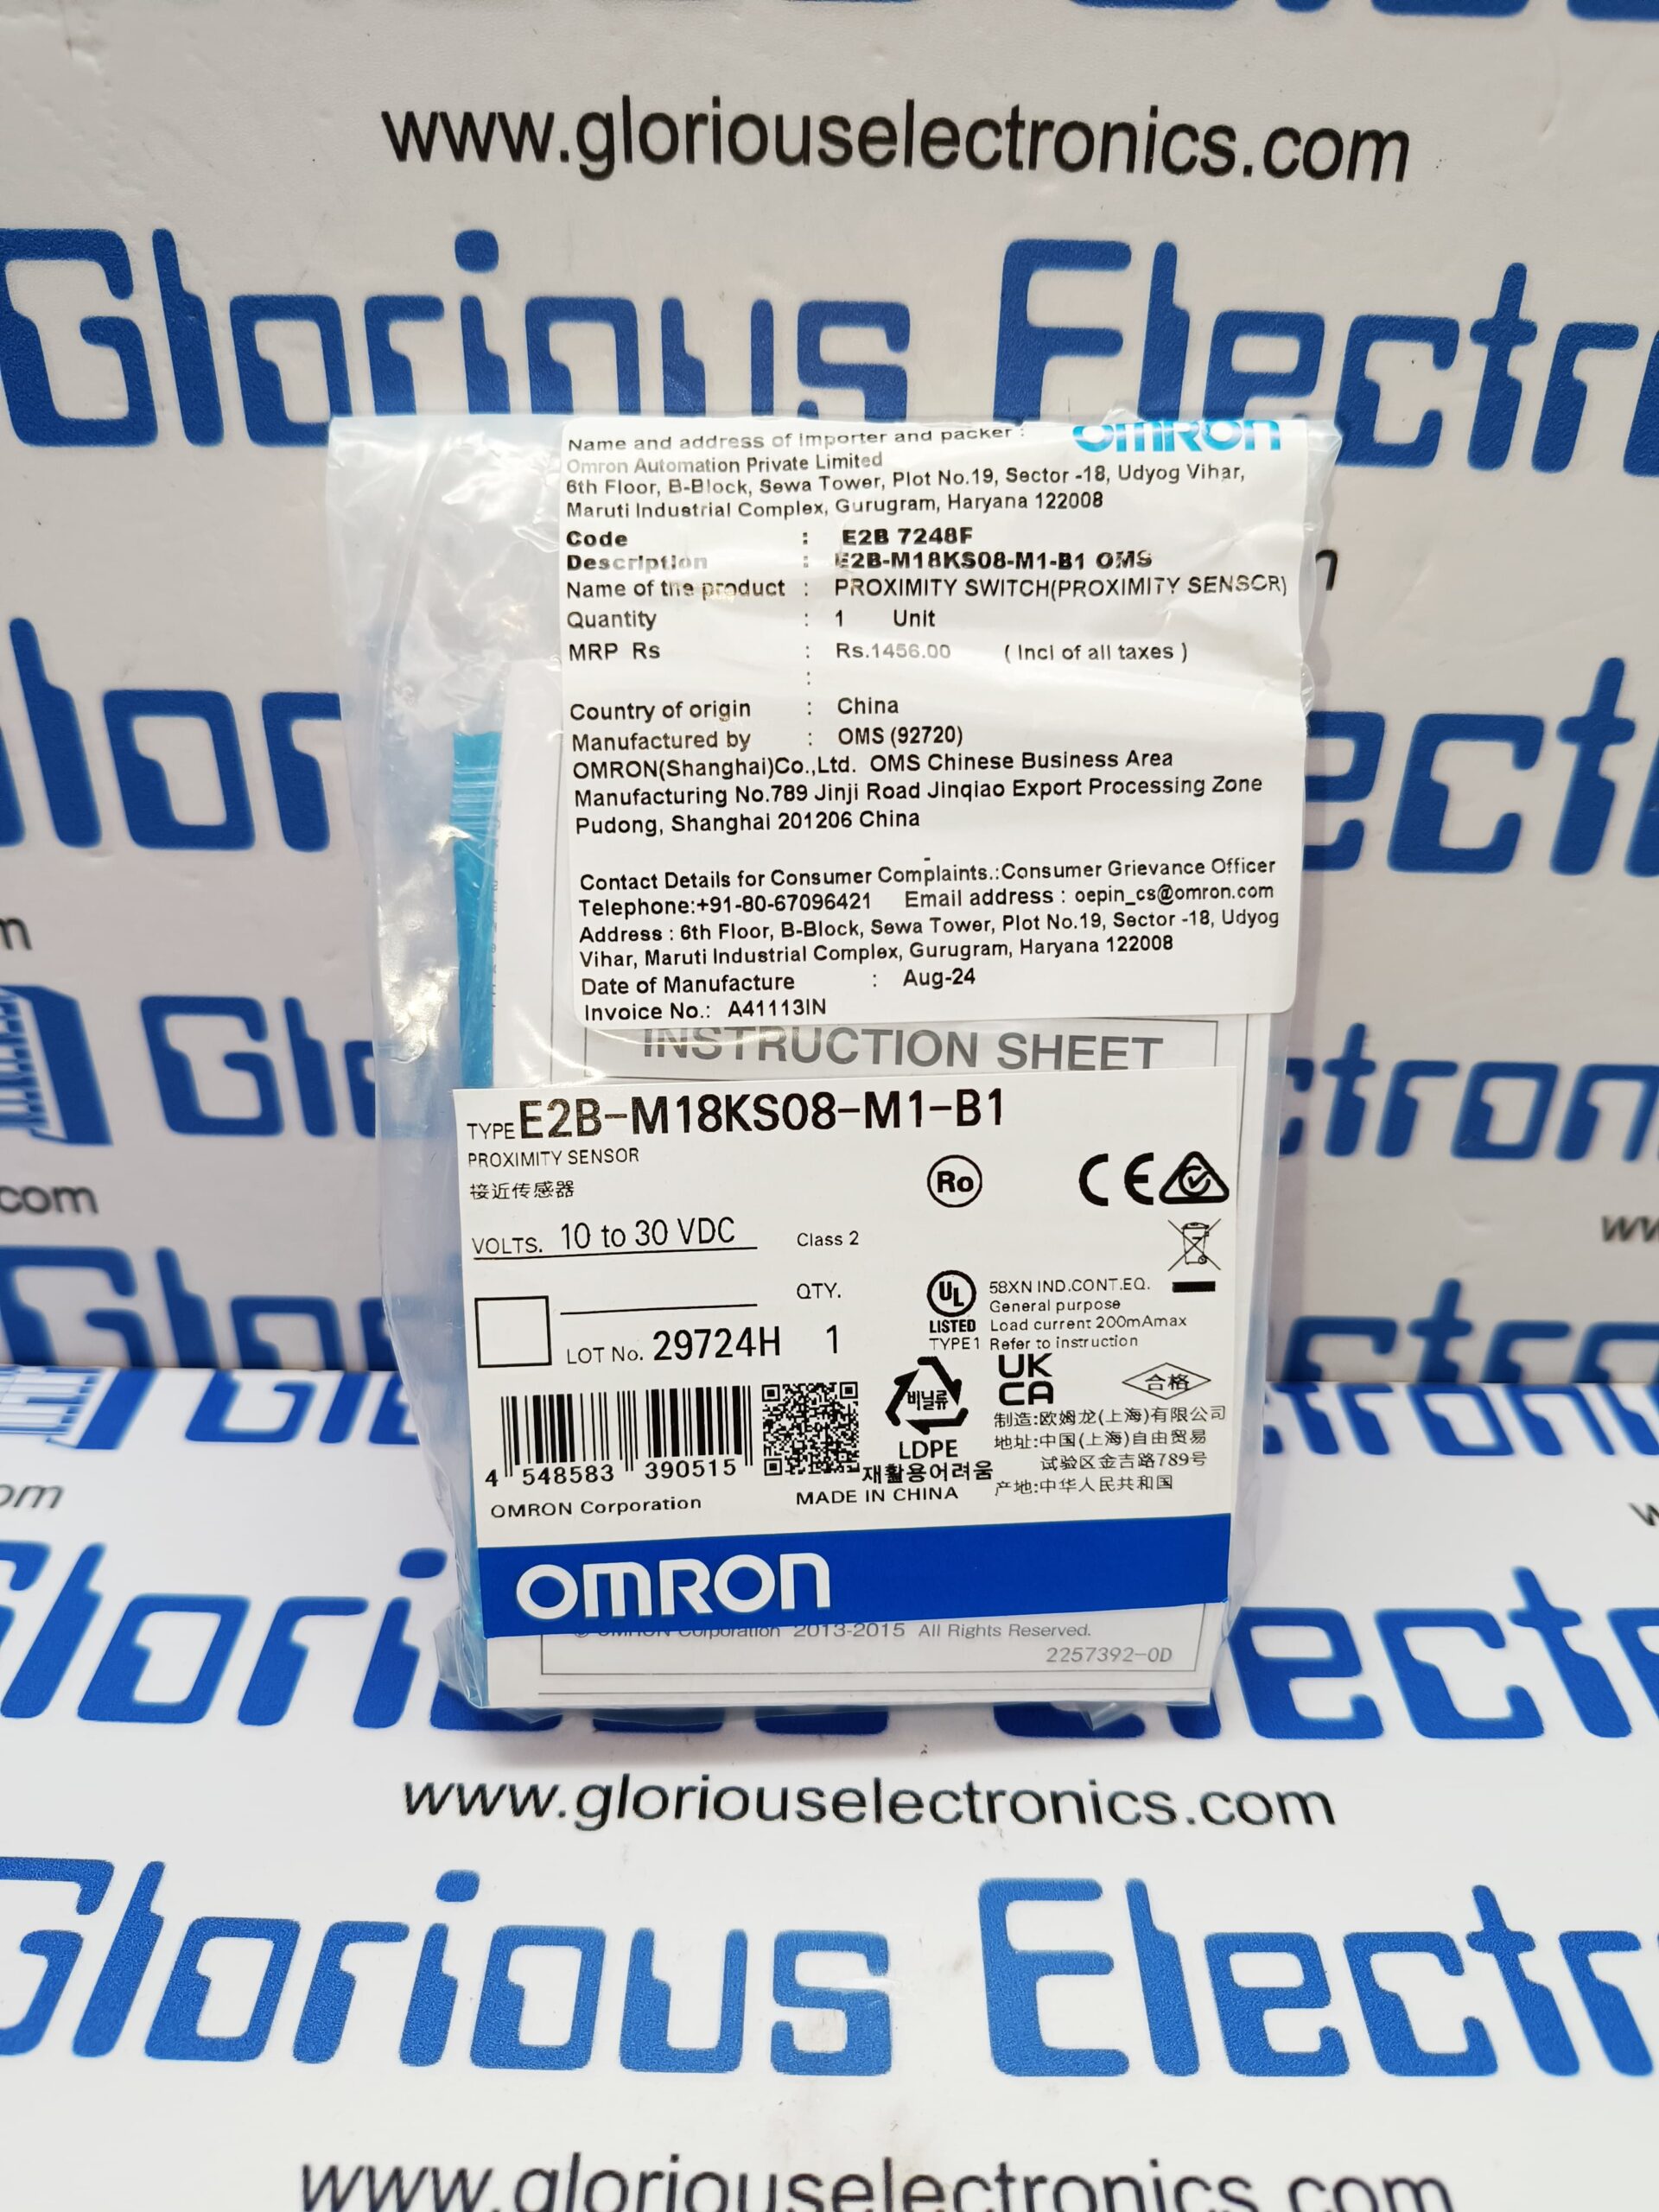 www.gloriouselectronics.com
Glorious Electr
Name and address of importer and packer :
OMRON
Omron Automation Private Limited
6th Floor, B-Block, Sewa Tower, Plot No.19, Sector -18, Udyog Vihar,
Maruti Industrial Complex, Gurugram, Haryana 122008
Code : E2B 7248F
Description : E2B-M18KS08-M1-B1 OMS
Name of the product : PROXIMITY SWITCH(PROXIMITY SENSOR)
Quantity : 1 Unit
MRP Rs : Rs.1456.00 ( Incl of all taxes )
:
Country of origin : China
Manufactured by : OMS (92720)
OMRON(Shanghai)Co.,Ltd. OMS Chinese Business Area
Manufacturing No.789 Jinji Road Jinqiao Export Processing Zone
Pudong, Shanghai 201206 China
Contact Details for Consumer Complaints.:Consumer Grievance Officer
Telephone:+91-80-67096421 Email address : oepin_cs@omron.com
Address : 6th Floor, B-Block, Sewa Tower, Plot No.19, Sector -18, Udyog
Vihar, Maruti Industrial Complex, Gurugram, Haryana 122008
Date of Manufacture : Aug-24
Invoice No.: A41113IN
INSTRUCTION SHEET
TYPE E2B-M18KS08-M1-B1
PROXIMITY SENSOR
接近传感器
Ro
CE
VOLTS. 10 to 30 VDC Class 2
QTY.
LOT No. 29724H 1
UL
LISTED
TYPE1
58XN IND.CONT.EQ.
General purpose
Load current 200mAmax
Refer to instruction
비닐류
LDPE
재활용어려움
UK
CA
合格
制造:欧姆龙(上海)有限公司
地址:中国(上海)自由贸易
试验区金吉路789号
产地:中华人民共和国
4 548583 390515
OMRON Corporation
MADE IN CHINA
OMRON
© OMRON Corporation 2013-2015 All Rights Reserved.
2257392-0D
www.gloriouselectronics.com
Glorious Electr
www.gloriouselectronics.com